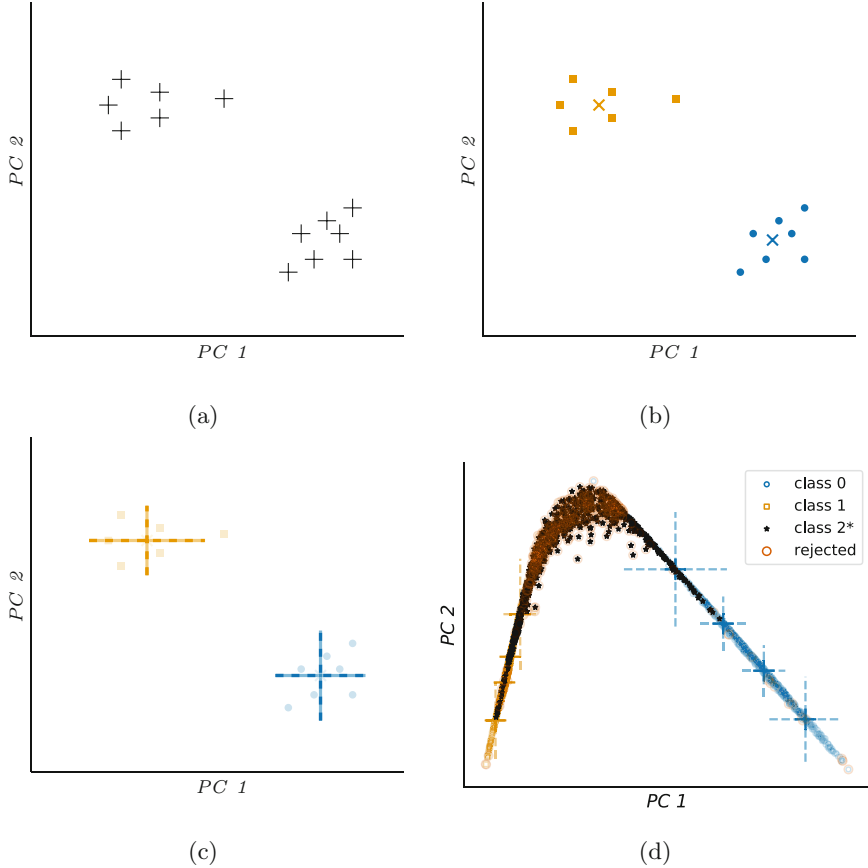 PC 2
PC 1
(a)
PC 2
PC 1
(b)
PC 2
PC 1
(c)
class 0
class 1
class 2*
rejected
PC 2
PC 1
(d)